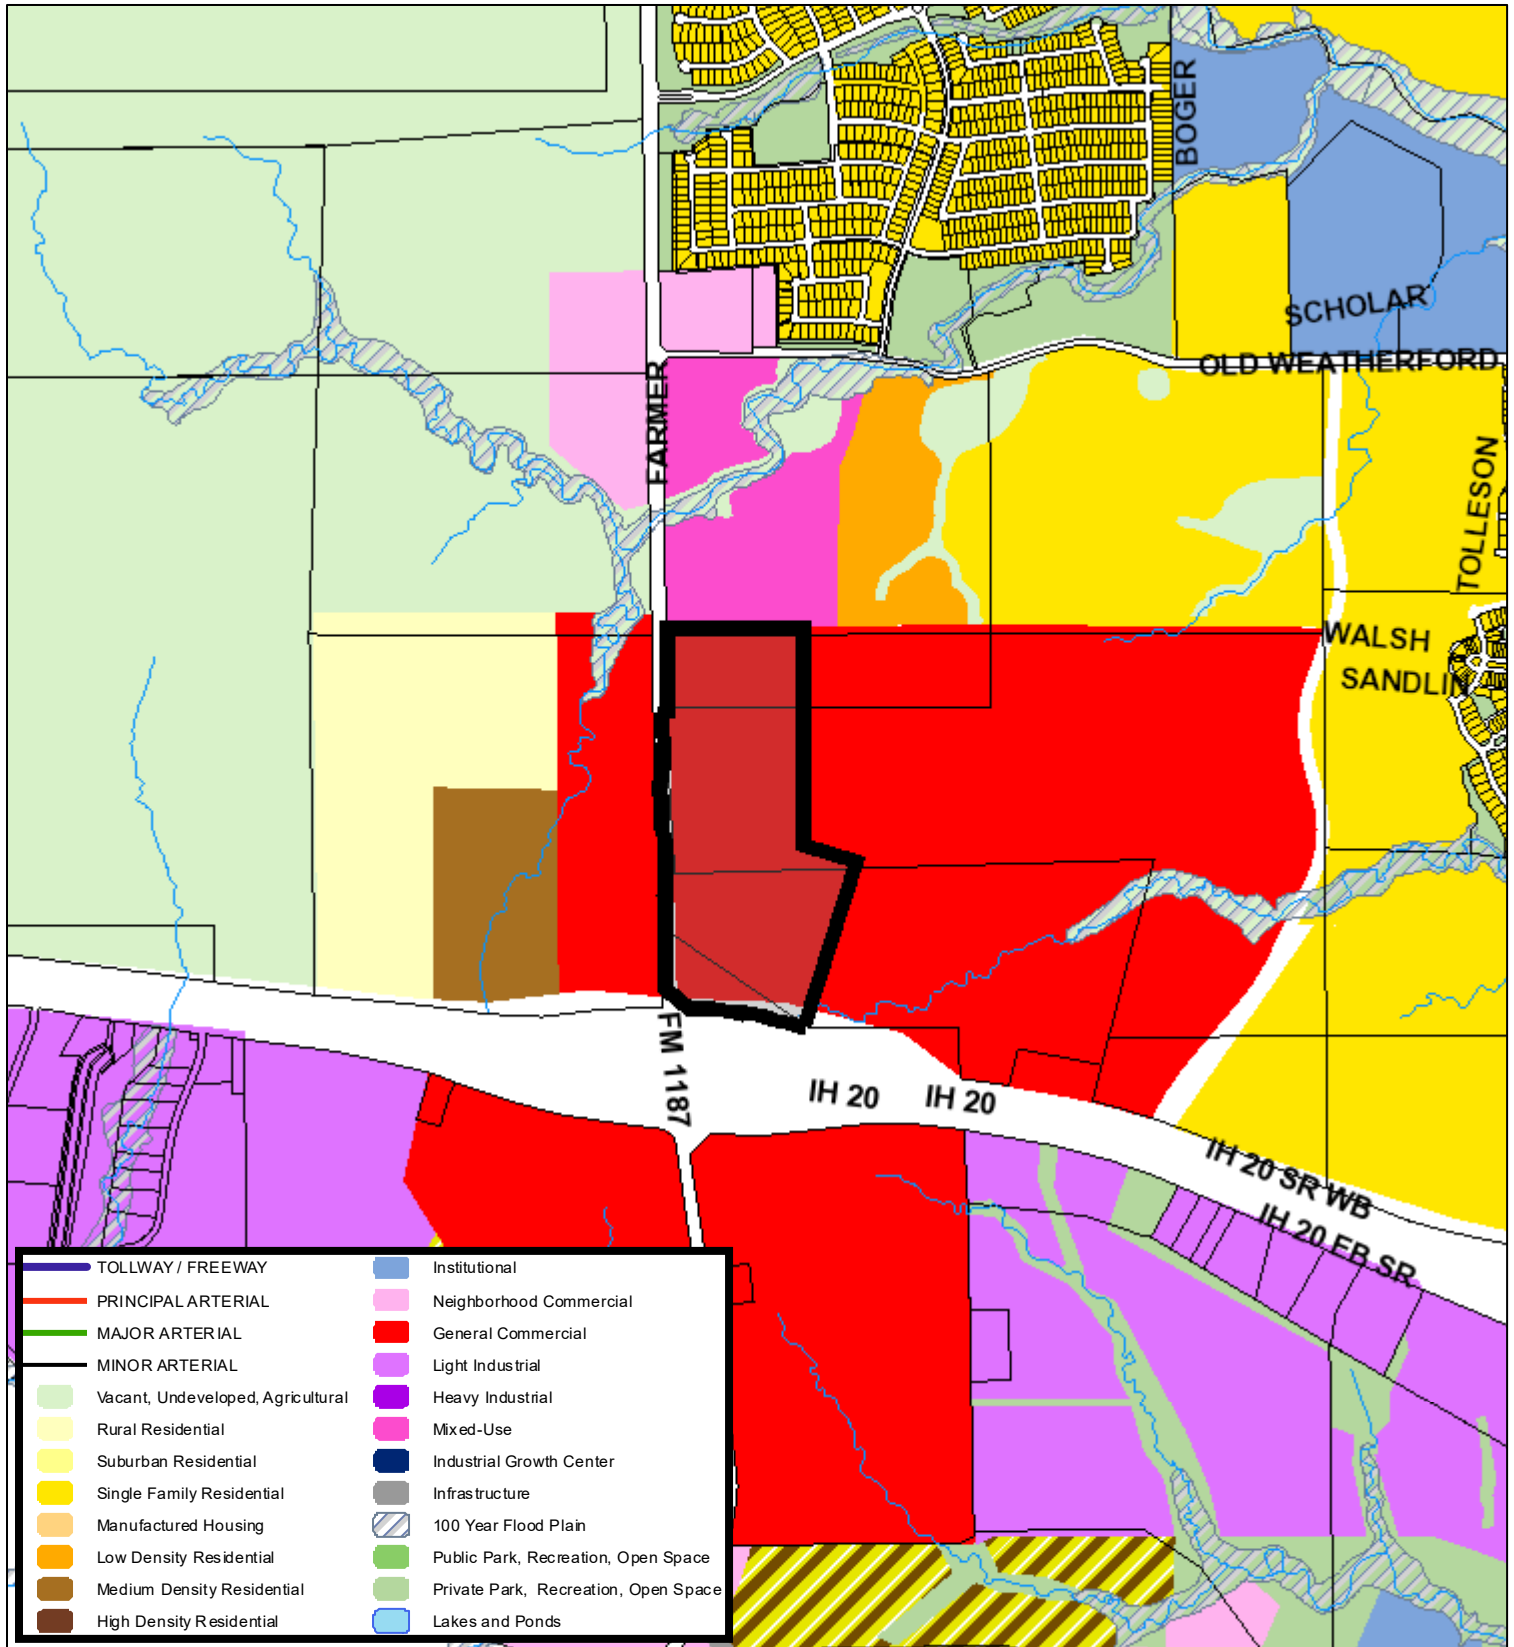 BOGER
SCHOLAR
OLD WEATHERFORD
FARMER
TOLLESON
WALSH
SANDLIN
FM 1187
IH 20 IH 20
IH 20 SR WB
IH 20 EB SR
TOLLWAY / FREEWAY
PRINCIPAL ARTERIAL
MAJOR ARTERIAL
MINOR ARTERIAL
Vacant, Undeveloped, Agricultural
Rural Residential
Suburban Residential
Single Family Residential
Manufactured Housing
Low Density Residential
Medium Density Residential
High Density Residential
Institutional
Neighborhood Commercial
General Commercial
Light Industrial
Heavy Industrial
Mixed-Use
Industrial Growth Center
Infrastructure
100 Year Flood Plain
Public Park, Recreation, Open Space
Private Park, Recreation, Open Space
Lakes and Ponds